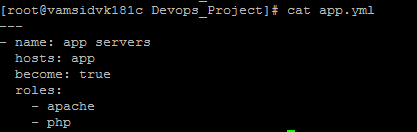 [root@vamsidvk181c Devops_Project]# cat app.yml
---
- name: app servers
  hosts: app
  become: true
  roles:
    - apache
    - php